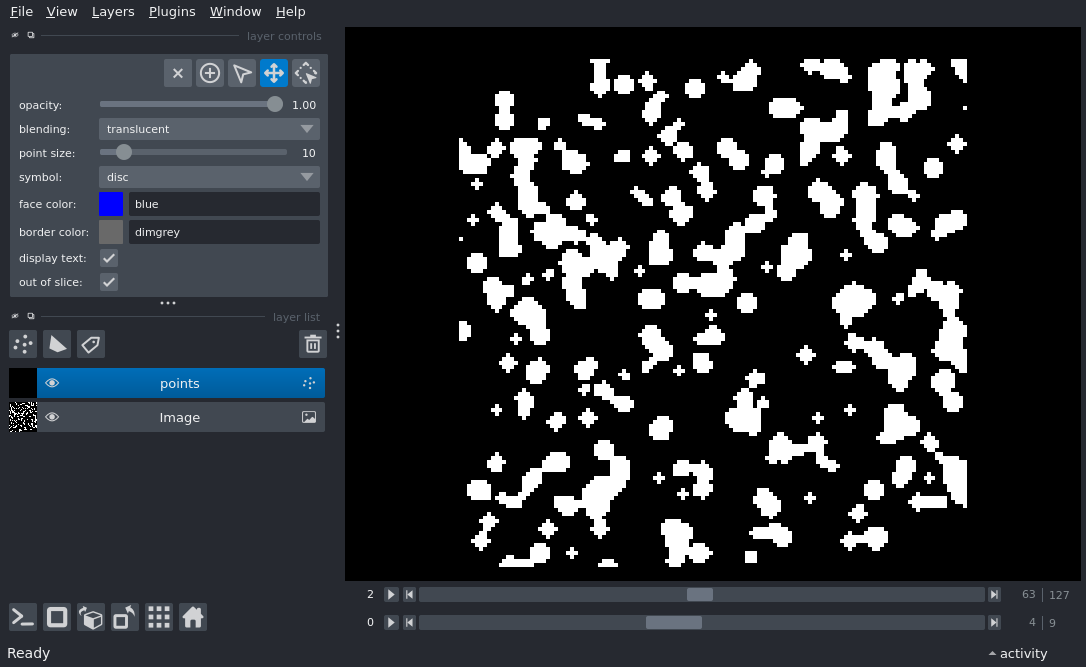 File View Layers Plugins Window Help
layer controls
opacity: 1.00
blending: translucent
point size: 10
symbol: disc
face color: blue
border color: dimgrey
display text:
out of slice:
layer list
points
Image
2 63 127
0 4 9
Ready activity